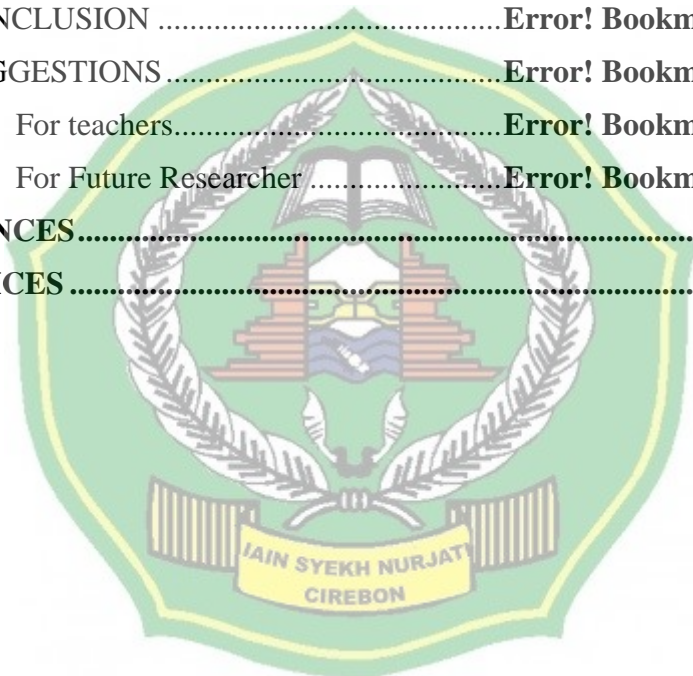 NCLUSION ....................................Error! Bookm
GGESTIONS....................................Error! Bookm
For teachers...................................Error! Bookm
For Future Researcher .....................Error! Bookm
NCES..................................................................
CES ..................................................................
IAIN SYEKH NURJATI
CIREBON